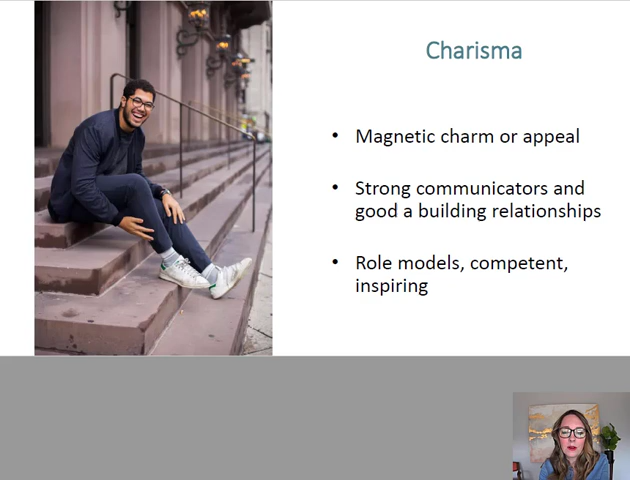 Charisma
• Magnetic charm or appeal
• Strong communicators and
good a building relationships
• Role models, competent,
inspiring